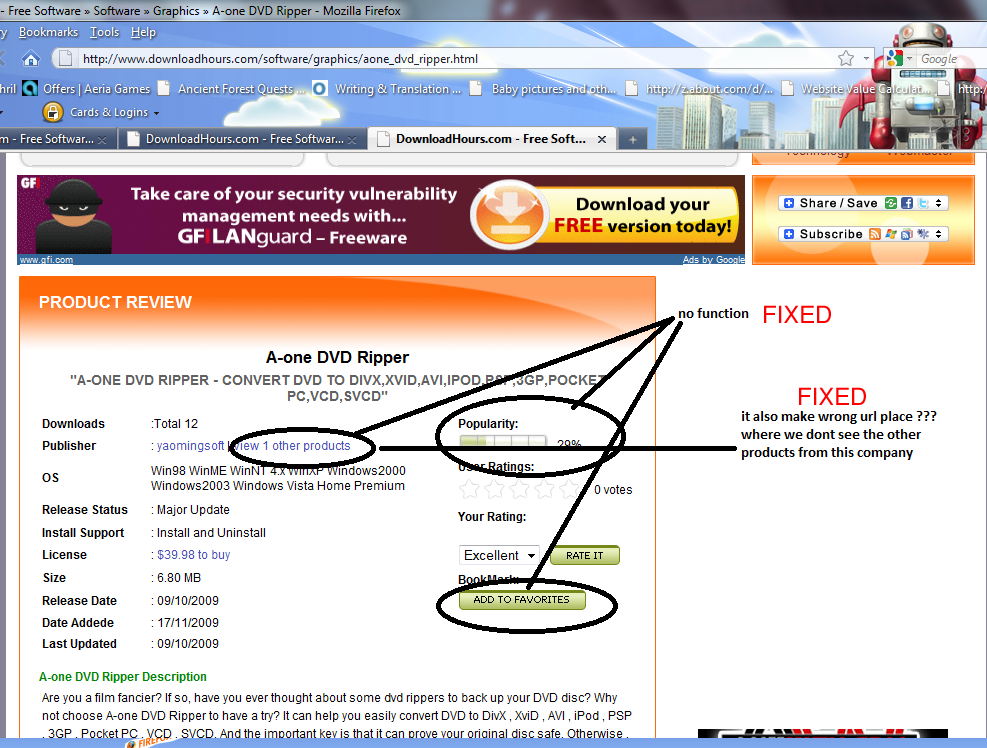 - Free Software » Software » Graphics » A-one DVD Ripper - Mozilla Firefox
Bookmarks Tools Help
http://www.downloadhours.com/software/graphics/aone_dvd_ripper.html
Google
Offers | Aeria Games Ancient Forest Quests ... Writing & Translation ... Baby pictures and oth... http://z.about.com/d/... Website Value Calculat... http:/
Cards & Logins
m - Free Softwar... DownloadHours.com - Free Softwar... DownloadHours.com - Free Soft...
Technology Webmaster
GFI
Take care of your security vulnerability
management needs with...
GFI LANguard – Freeware
Download your
FREE version today!
www.gfi.com Ads by Google
Share / Save
Subscribe
PRODUCT REVIEW
no function FIXED
A-one DVD Ripper
"A-ONE DVD RIPPER - CONVERT DVD TO DIVX,XVID,AVI,IPOD,PSP,3GP,POCKET
PC,VCD,SVCD"
FIXED
it also make wrong url place ???
where we dont see the other
products from this company
Downloads :Total 12
Publisher : yaomingsoft | View 1 other products
OS Win98 WinME WinNT 4.x WinXP Windows2000
Windows2003 Windows Vista Home Premium
Release Status : Major Update
Install Support : Install and Uninstall
License : $39.98 to buy
Size : 6.80 MB
Release Date : 09/10/2009
Date Addede : 17/11/2009
Last Updated : 09/10/2009
Popularity:
29%
User Ratings:
0 votes
Your Rating:
Excellent RATE IT
BookMark:
ADD TO FAVORITES
A-one DVD Ripper Description
Are you a film fancier? If so, have you ever thought about some dvd rippers to back up your DVD disc? Why
not choose A-one DVD Ripper to have a try? It can help you easily convert DVD to DivX , XviD , AVI , iPod , PSP
, 3GP , Pocket PC , VCD , SVCD. And the important key is that it can prove your original disc safe. Otherwise ,